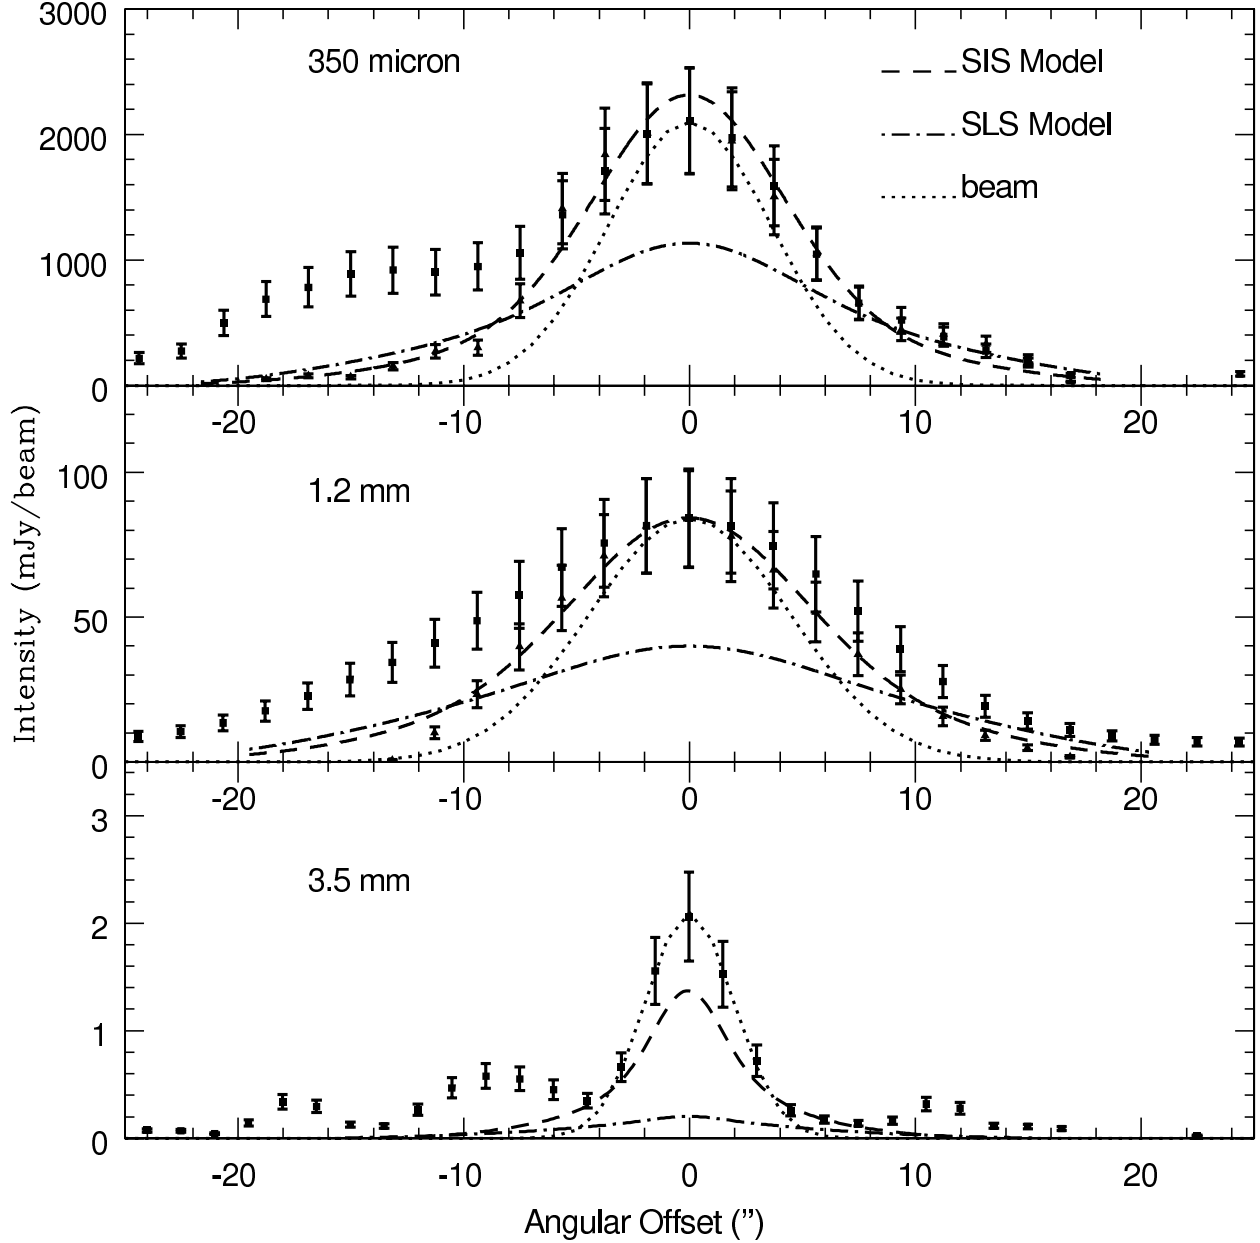 3000
2000
1000
0
350 micron
SIS Model
SLS Model
beam
-20 -10 0 10 20
100
50
0
1.2 mm
-20 -10 0 10 20
3
2
1
0
3.5 mm
-20 -10 0 10 20
Intensity (mJy/beam)
Angular Offset (”)